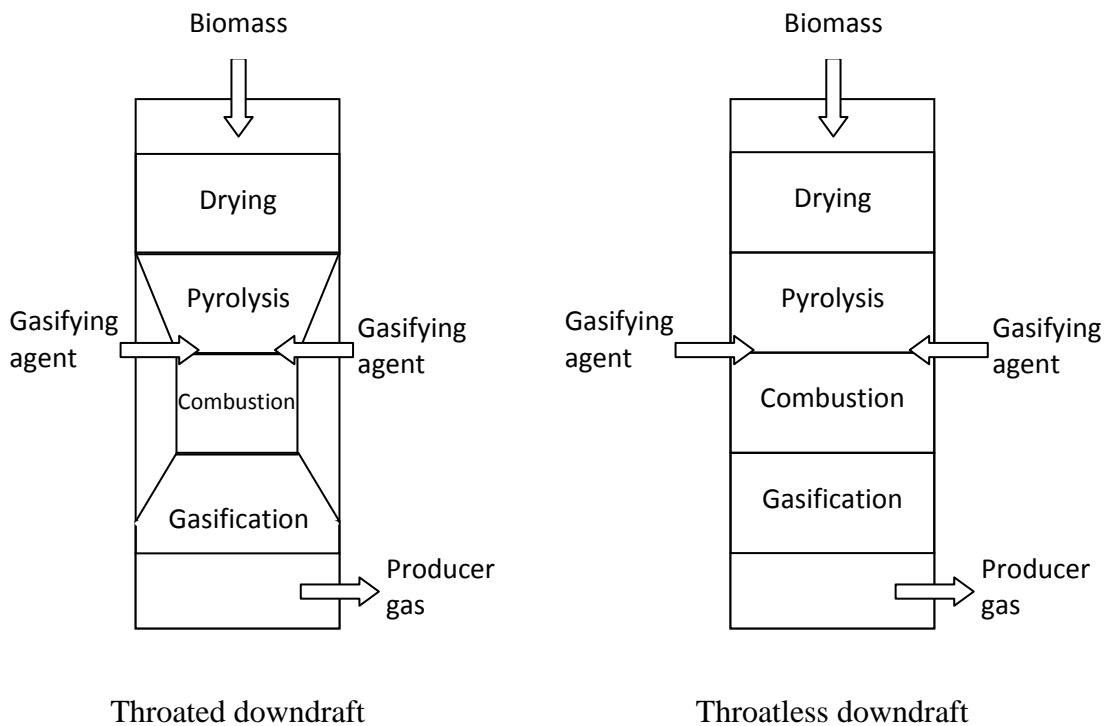 Biomass
Drying
Pyrolysis
Gasifying
agent
Gasifying
agent
Combustion
Gasification
Producer
gas
Throated downdraft
Biomass
Drying
Pyrolysis
Gasifying
agent
Gasifying
agent
Combustion
Gasification
Producer
gas
Throatless downdraft